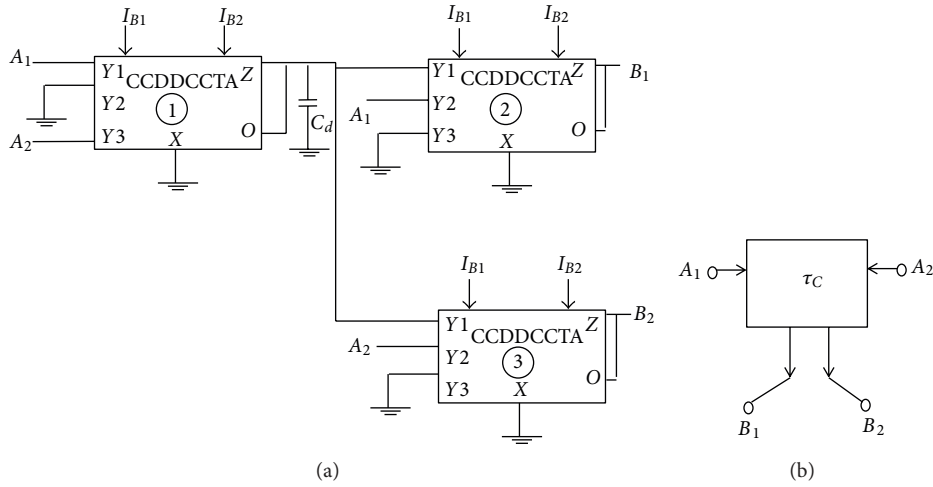 I_B1 I_B2
A_1
Y1 Z
CCDDCCTA
Y2
1
A_2 Y3 X O
C_d
I_B1 I_B2
Y1 Z B_1
CCDDCCTA
A_1 Y2
2
Y3 X O
I_B1 I_B2
Y1 Z B_2
CCDDCCTA
A_2 Y2
3
Y3 X O
(a)
A_1 τ_C A_2
B_1 B_2
(b)